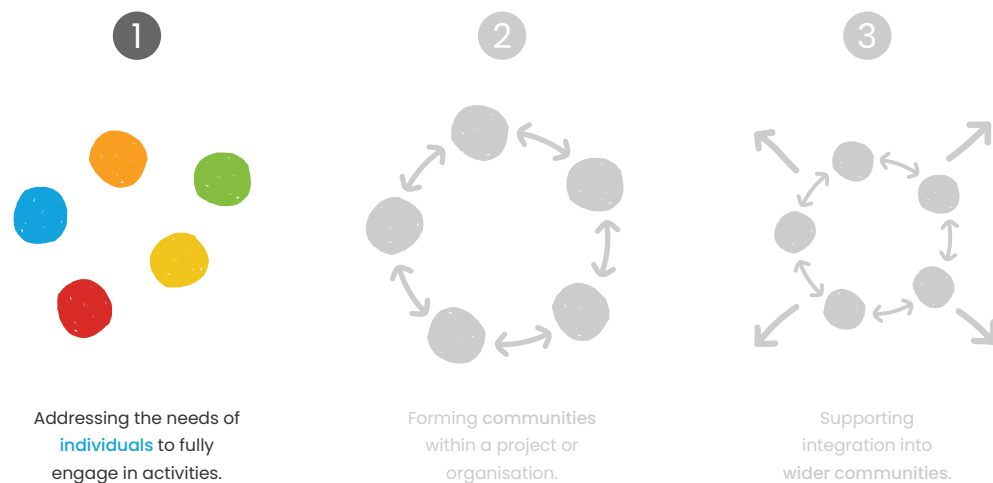 1
Addressing the needs of
individuals to fully
engage in activities.
2
Forming communities
within a project or
organisation.
3
Supporting
integration into
wider communities.